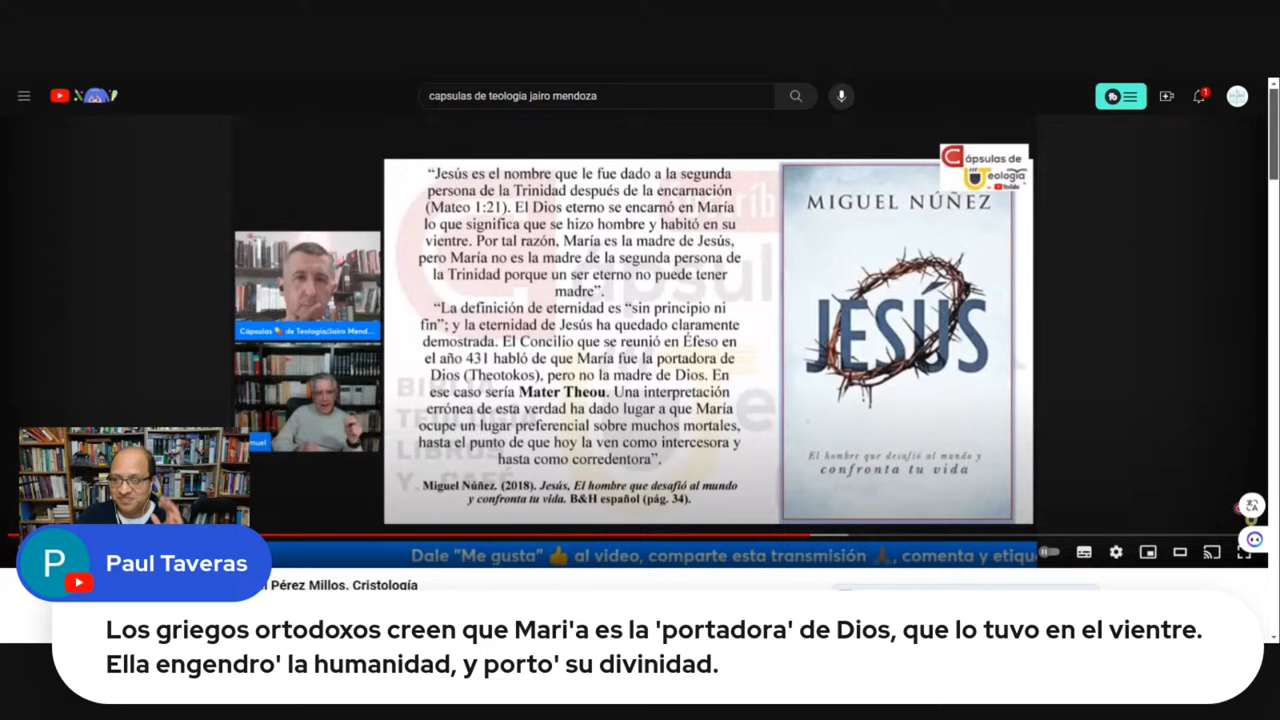 capsulas de teologia jairo mendoza
1
Cápsulas de
Teología
YouTube
“Jesús es el nombre que le fue dado a la segunda
persona de la Trinidad después de la encarnación
(Mateo 1:21). El Dios eterno se encarnó en María
lo que significa que se hizo hombre y habitó en su
vientre. Por tal razón, María es la madre de Jesús,
pero María no es la madre de la segunda persona de
la Trinidad porque un ser eterno no puede tener
madre”.
“La definición de eternidad es “sin principio ni
fin”; y la eternidad de Jesús ha quedado claramente
demostrada. El Concilio que se reunió en Éfeso en
el año 431 habló de que María fue la portadora de
Dios (Theotokos), pero no la madre de Dios. En
ese caso sería Mater Theou. Una interpretación
errónea de esta verdad ha dado lugar a que María
ocupe un lugar preferencial sobre muchos mortales,
hasta el punto de que hoy la ven como intercesora y
hasta como corredentora”.
Miguel Núñez. (2018). Jesús, El hombre que desafió al mundo
y confronta tu vida. B&H español (pág. 34).
MIGUEL NÚÑEZ
JESÚS
El hombre que desafió al mundo y
confronta tu vida
Cápsulas de Teología/Jairo Mend...
muel
Dale "Me gusta" al video, comparte esta transmisión , comenta y etiqu
l Pérez Millos. Cristología
P
Paul Taveras
Los griegos ortodoxos creen que Mari'a es la 'portadora' de Dios, que lo tuvo en el vientre.
Ella engendro' la humanidad, y porto' su divinidad.